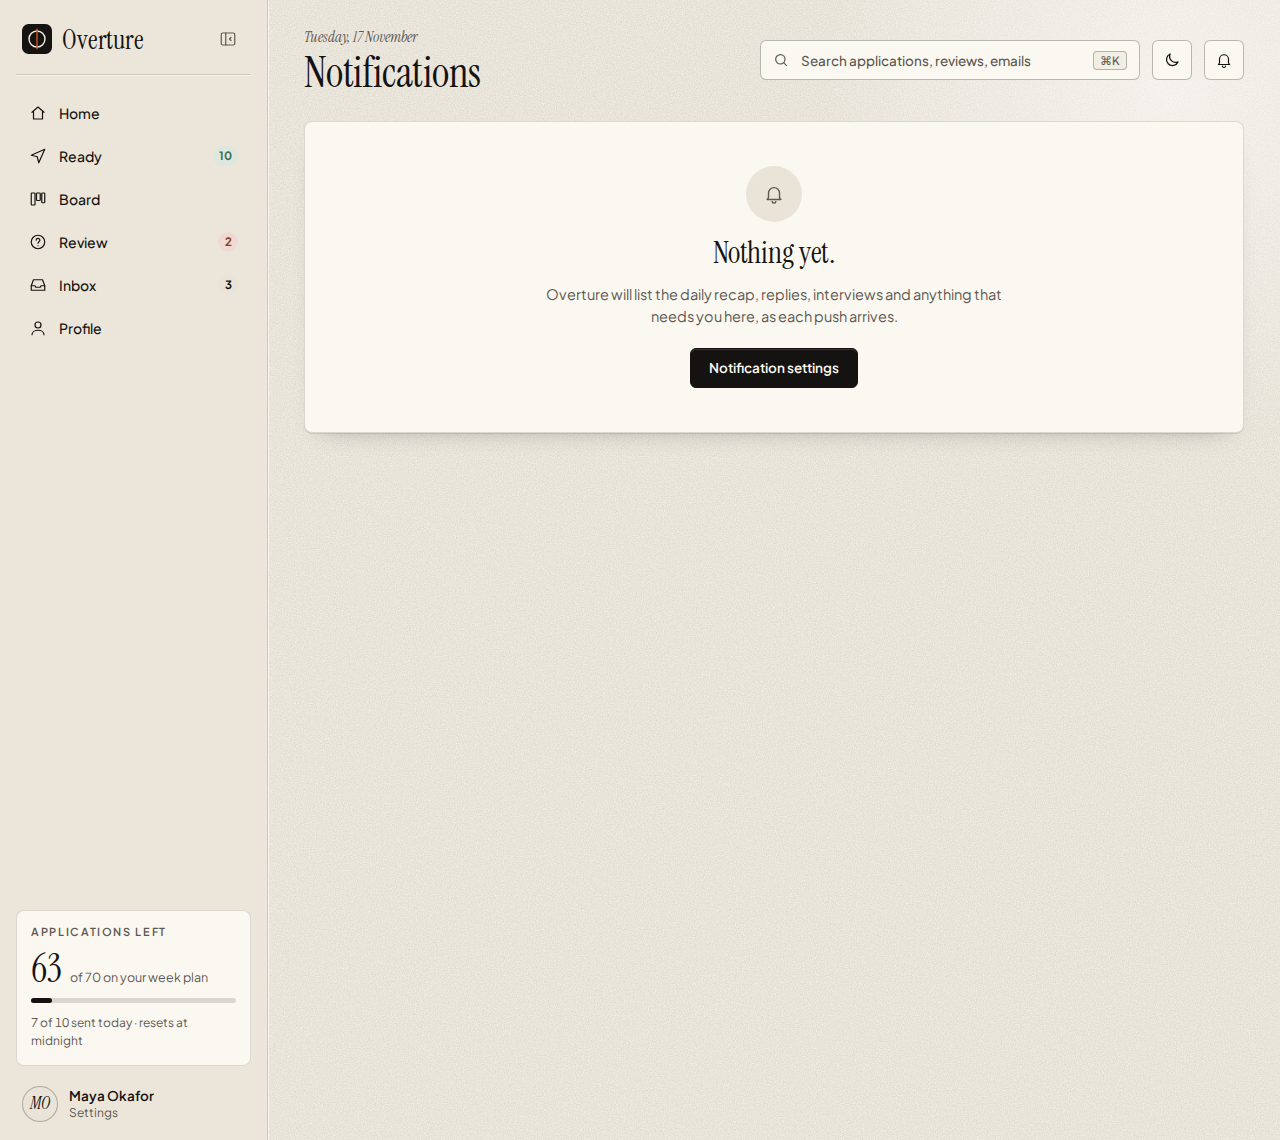 Overture
Home
Ready 10
Board
Review 2
Inbox 3
Profile
APPLICATIONS LEFT
63 of 70 on your week plan
7 of 10 sent today · resets at
midnight
MO
Maya Okafor
Settings
Tuesday, 17 November
Notifications
Search applications, reviews, emails ⌘K
Nothing yet.
Overture will list the daily recap, replies, interviews and anything that
needs you here, as each push arrives.
Notification settings